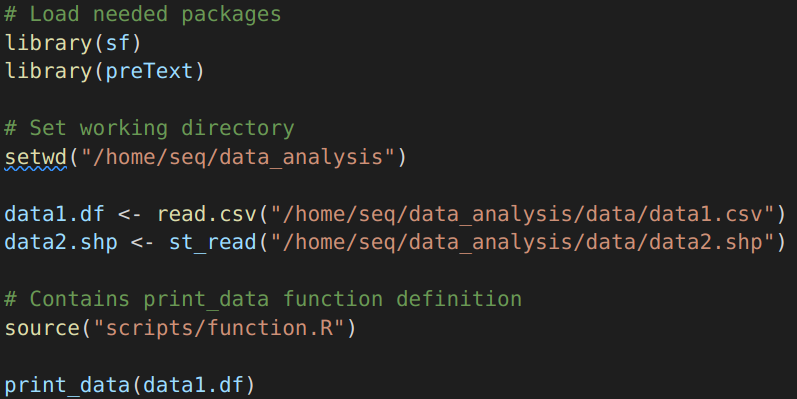 # Load needed packages
library(sf)
library(preText)
# Set working directory
setwd("/home/seq/data_analysis")
data1.df <- read.csv("/home/seq/data_analysis/data/data1.csv")
data2.shp <- st_read("/home/seq/data_analysis/data/data2.shp")
# Contains print_data function definition
source("scripts/function.R")
print_data(data1.df)